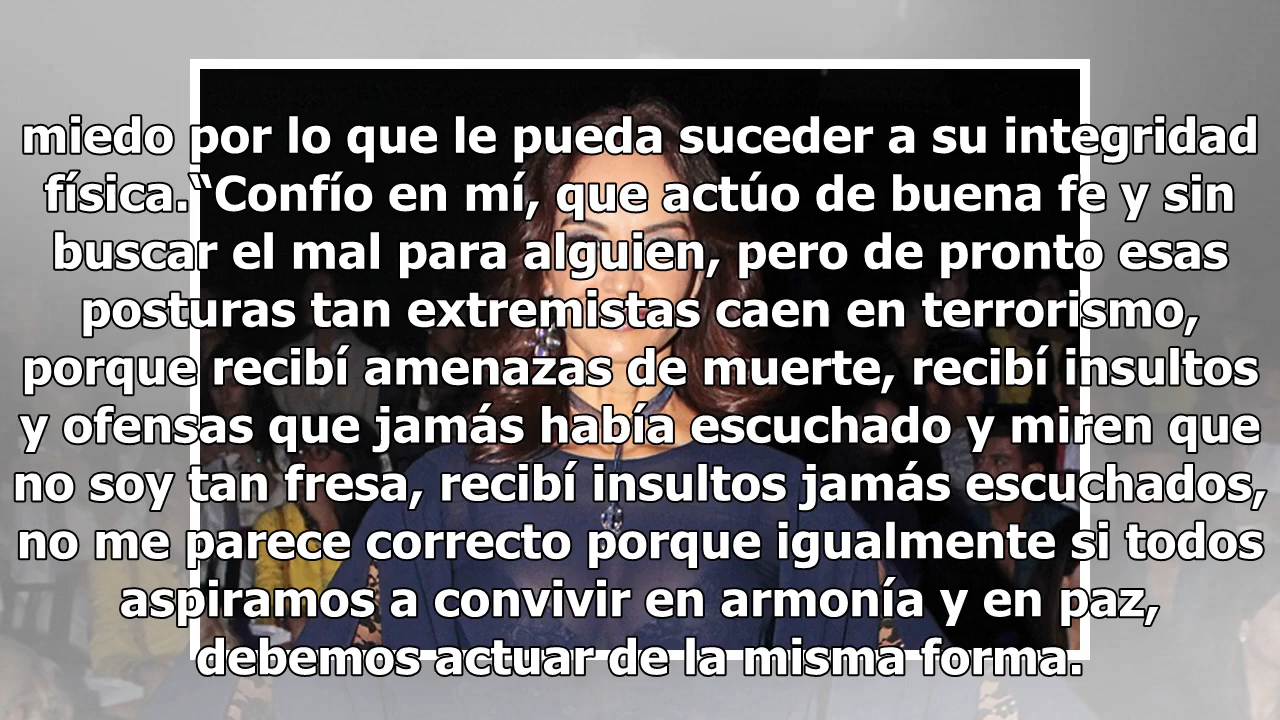 miedo por lo que le pueda suceder a su integridad
física.“Confío en mí, que actúo de buena fe y sin
buscar el mal para alguien, pero de pronto esas
posturas tan extremistas caen en terrorismo,
porque recibí amenazas de muerte, recibí insultos
y ofensas que jamás había escuchado y miren que
no soy tan fresa, recibí insultos jamás escuchados,
no me parece correcto porque igualmente si todos
aspiramos a convivir en armonía y en paz,
debemos actuar de la misma forma.